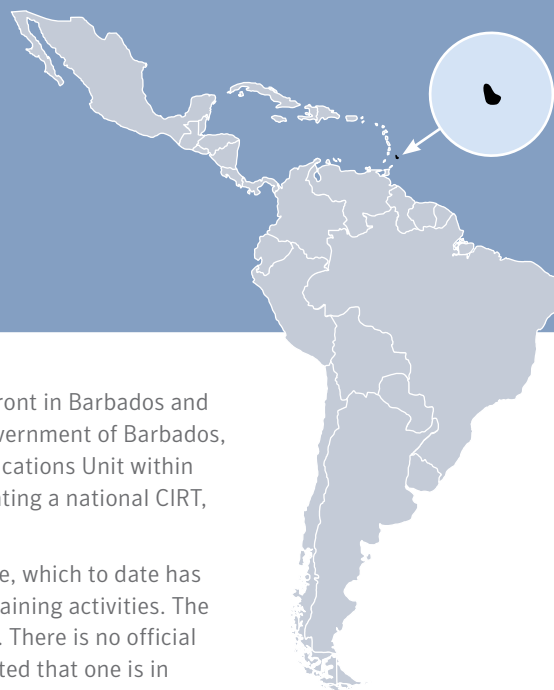 ront in Barbados and
vernment of Barbados,
cations Unit within
ting a national CIRT,
e, which to date has
aining activities. The
. There is no official
ted that one is in